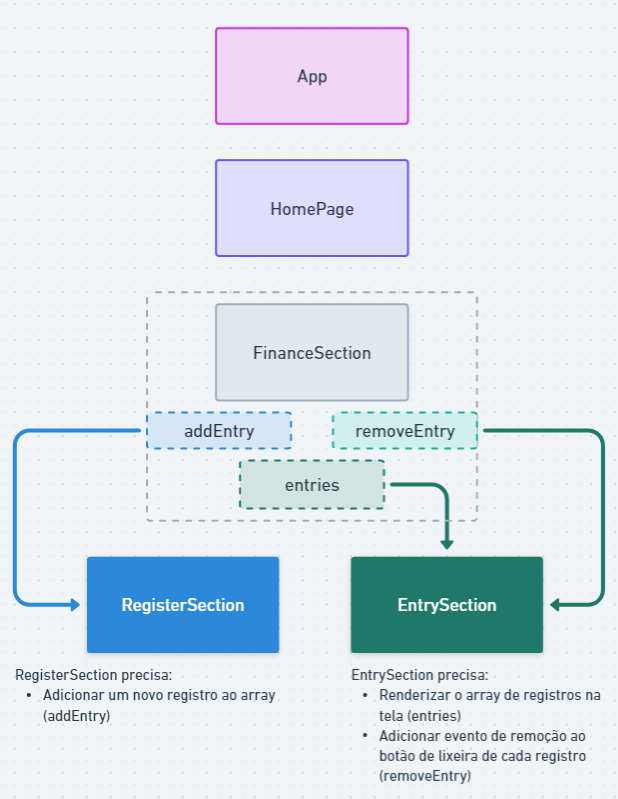 App
HomePage
FinanceSection
addEntry
removeEntry
entries
RegisterSection
EntrySection
RegisterSection precisa:
• Adicionar um novo registro ao array
(addEntry)
EntrySection precisa:
• Renderizar o array de registros na
tela (entries)
• Adicionar evento de remoção ao
botão de lixeira de cada registro
(removeEntry)